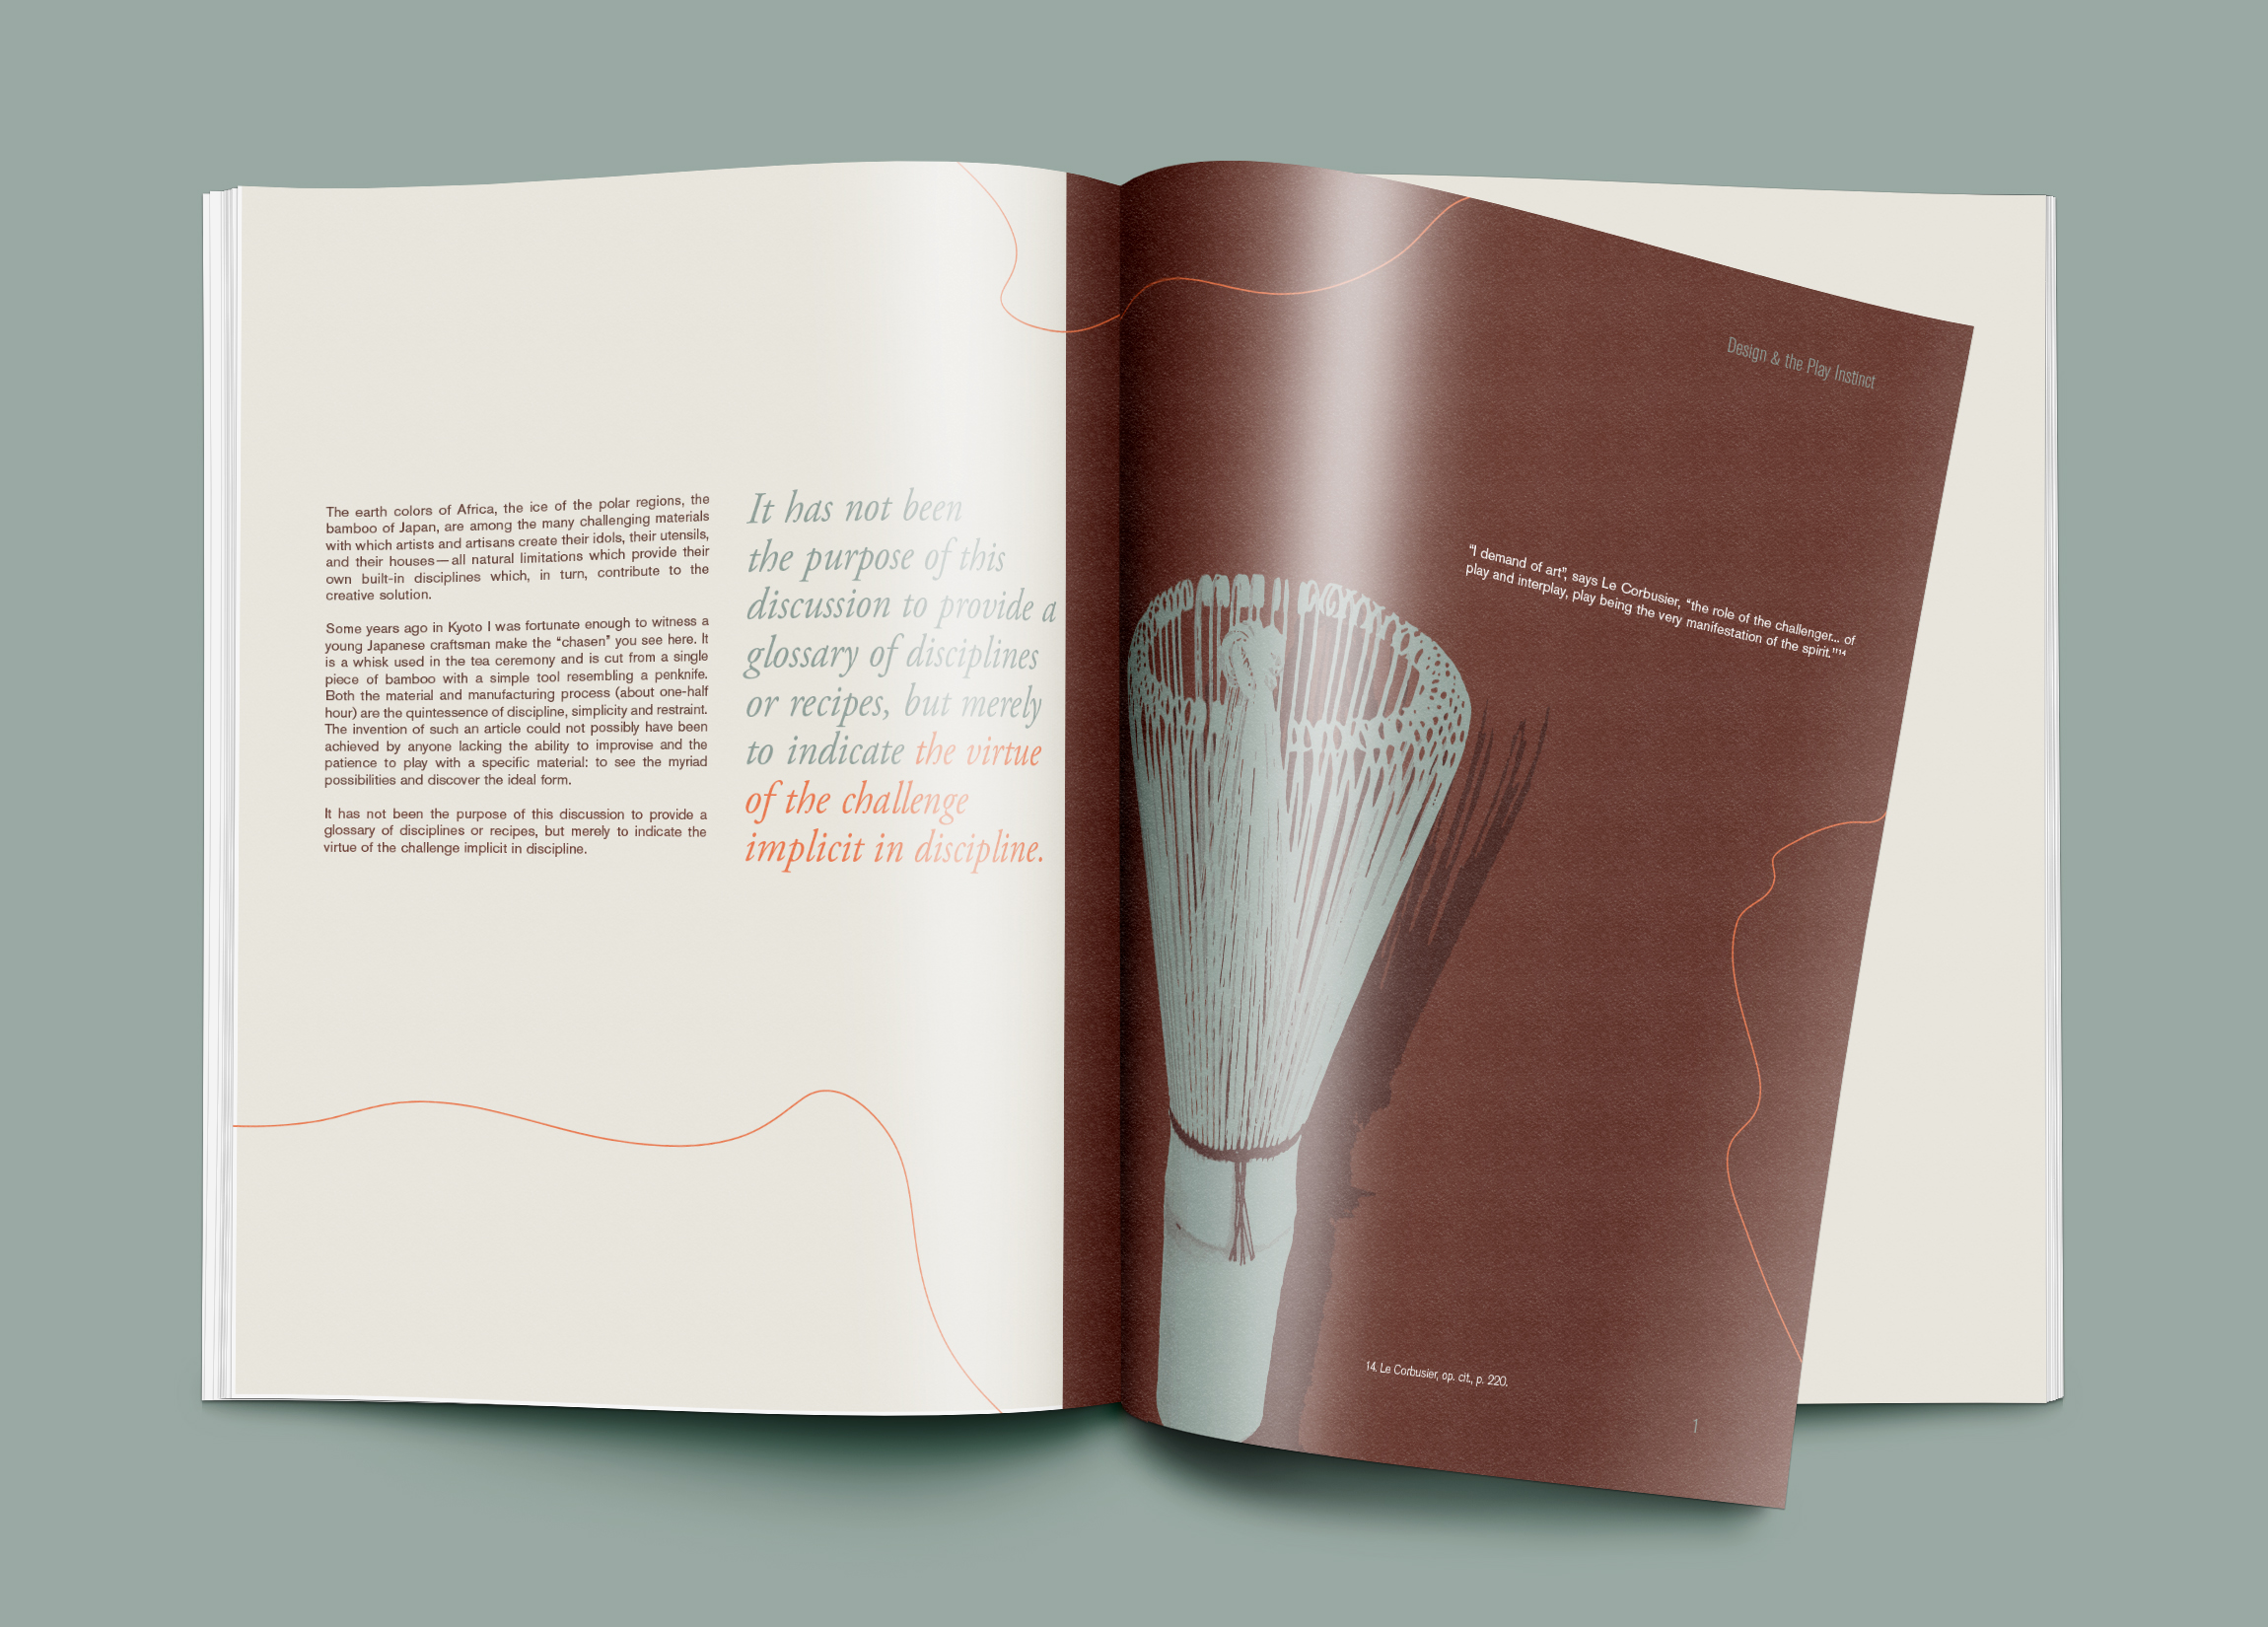 The earth colors of Africa, the ice of the polar regions, the
bamboo of Japan, are among the many challenging materials
with which artists and artisans create their idols, their utensils,
and their houses—all natural limitations which provide their
own built-in disciplines which, in turn, contribute to the
creative solution.
Some years ago in Kyoto I was fortunate enough to witness a
young Japanese craftsman make the “chasen” you see here. It
is a whisk used in the tea ceremony and is cut from a single
piece of bamboo with a simple tool resembling a penknife.
Both the material and manufacturing process (about one-half
hour) are the quintessence of discipline, simplicity and restraint.
The invention of such an article could not possibly have been
achieved by anyone lacking the ability to improvise and the
patience to play with a specific material: to see the myriad
possibilities and discover the ideal form.
It has not been the purpose of this discussion to provide a
glossary of disciplines or recipes, but merely to indicate the
virtue of the challenge implicit in discipline.
It has not been
the purpose of this
discussion to provide a
glossary of disciplines
or recipes, but merely
to indicate the virtue
of the challenge
implicit in discipline.
Design & the Play Instinct
“I demand of art”, says Le Corbusier, “the role of the challenger... of
play and interplay, play being the very manifestation of the spirit.”14
14. Le Corbusier, op. cit., p. 220.
1